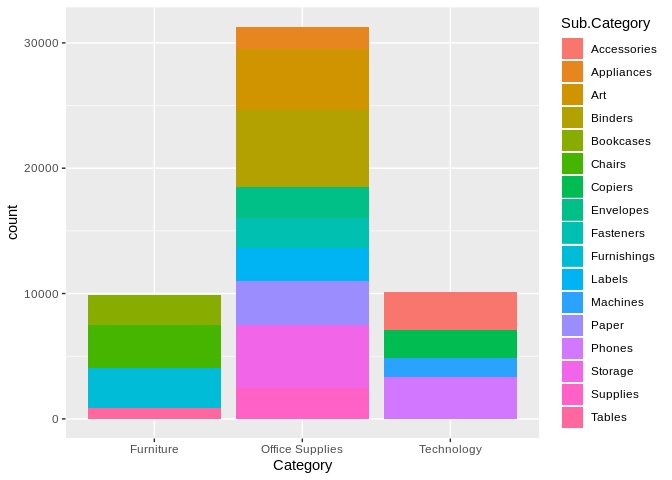 30000
20000
10000
0
count
Furniture
Office Supplies
Technology
Category
Sub.Category
Accessories
Appliances
Art
Binders
Bookcases
Chairs
Copiers
Envelopes
Fasteners
Furnishings
Labels
Machines
Paper
Phones
Storage
Supplies
Tables